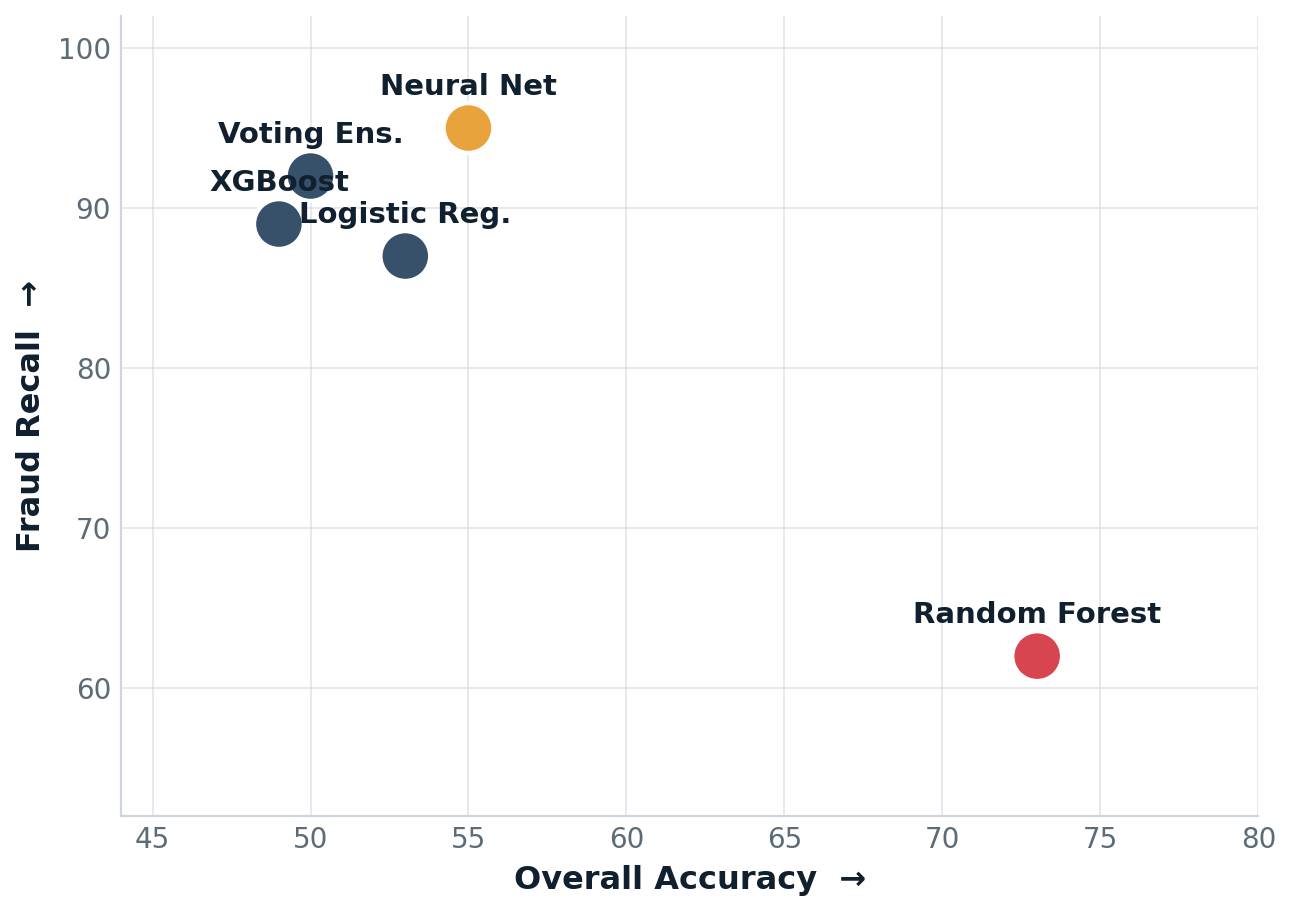 100
90
80
70
60
Fraud Recall →
Neural Net
Voting Ens.
XGBoost
Logistic Reg.
Random Forest
45 50 55 60 65 70 75 80
Overall Accuracy →